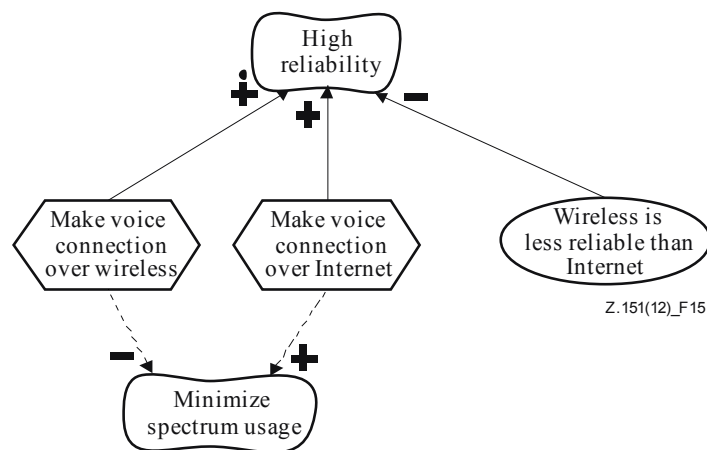 High
reliability
+
+
−
Make voice
connection
over wireless
Make voice
connection
over Internet
Wireless is
less reliable than
Internet
Z.151(12)_F15
−
+
Minimize
spectrum usage